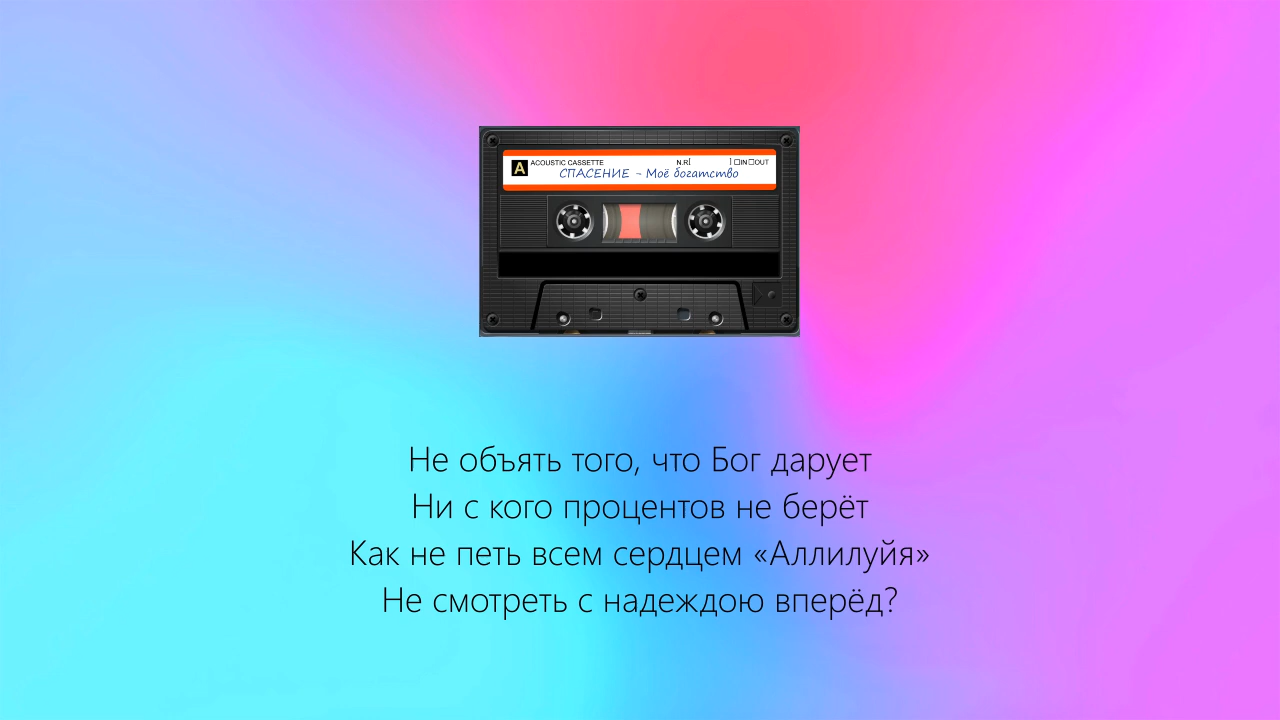 A ACOUSTIC CASSETTE N.R[ ] □IN□OUT
СПАСЕНИЕ - Моё богатство
Не объять того, что Бог дарует
Ни с кого процентов не берёт
Как не петь всем сердцем «Аллилуйя»
Не смотреть с надеждою вперёд?